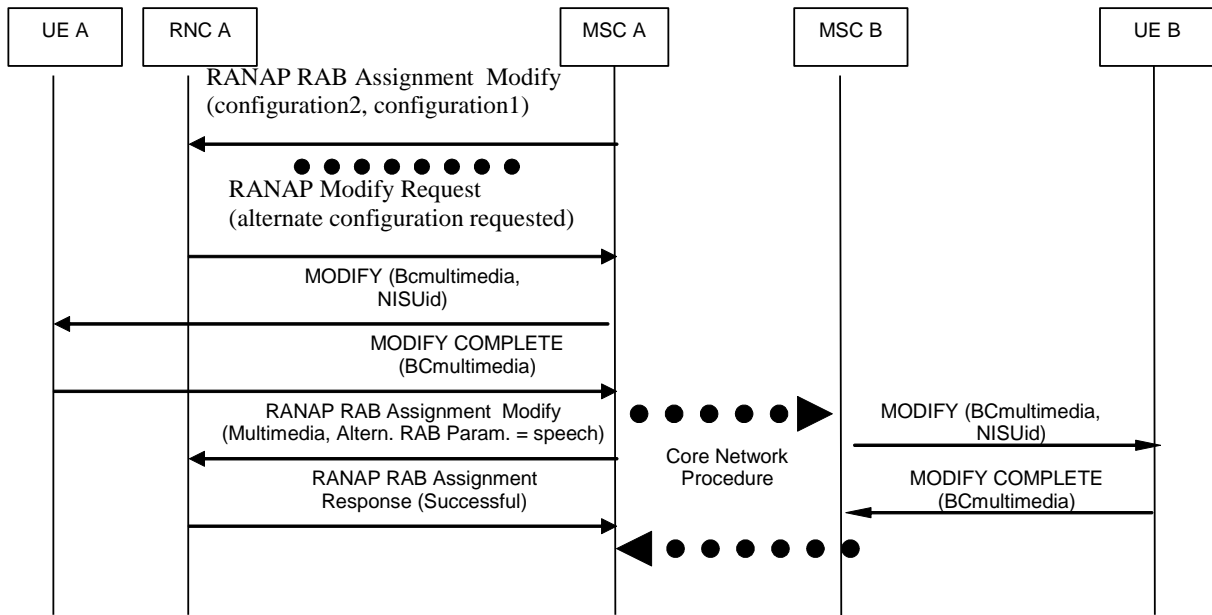 UE A
RNC A
MSC A
MSC B
UE B
RANAP RAB Assignment Modify
(configuration2, configuration1)
RANAP Modify Request
(alternate configuration requested)
MODIFY (Bcmultimedia,
NISUid)
MODIFY COMPLETE
(BCmultimedia)
RANAP RAB Assignment Modify
(Multimedia, Altern. RAB Param. = speech)
RANAP RAB Assignment
Response (Successful)
Core Network
Procedure
MODIFY (BCmultimedia,
NISUid)
MODIFY COMPLETE
(BCmultimedia)